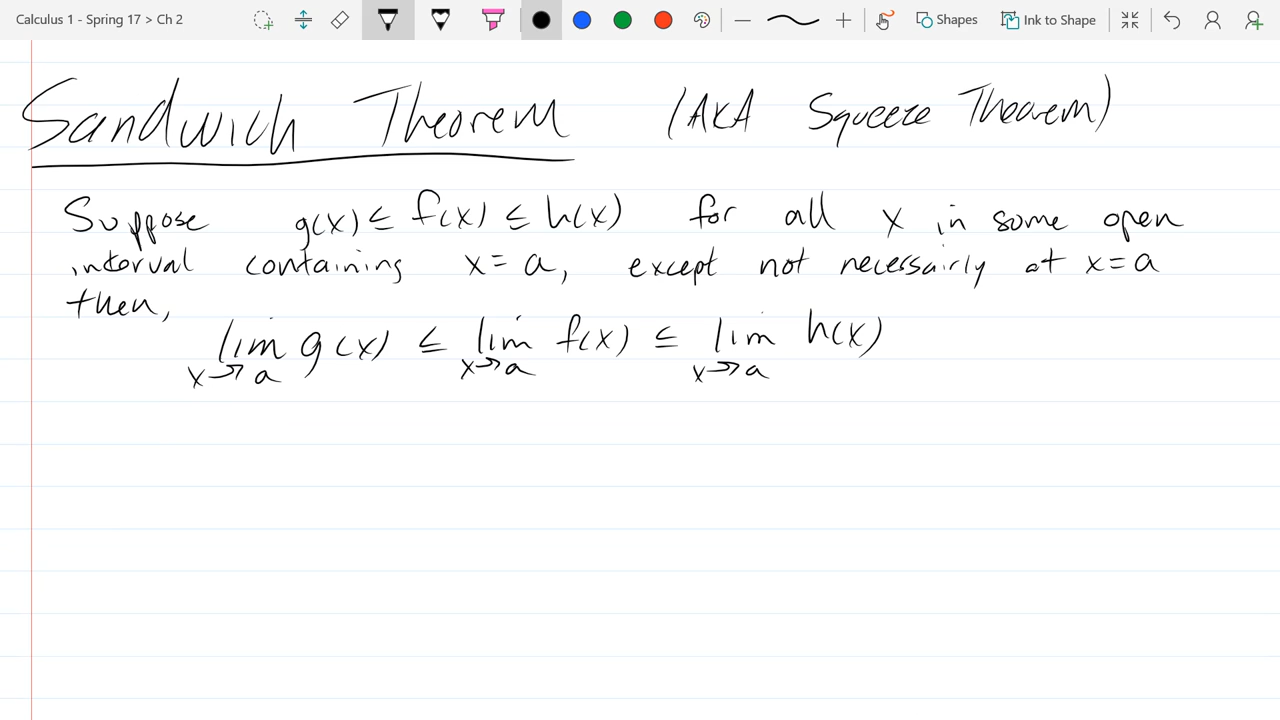 Calculus 1 - Spring 17 > Ch 2 Shapes Ink to Shape
Sandwich Theorem (AKA Squeeze Theorem)
Suppose g(x) ≤ f(x) ≤ h(x) for all x in some open
interval containing x = a, except not necessairly at x = a
then,
lim g(x) ≤ lim f(x) ≤ lim h(x)
x→a x→a x→a